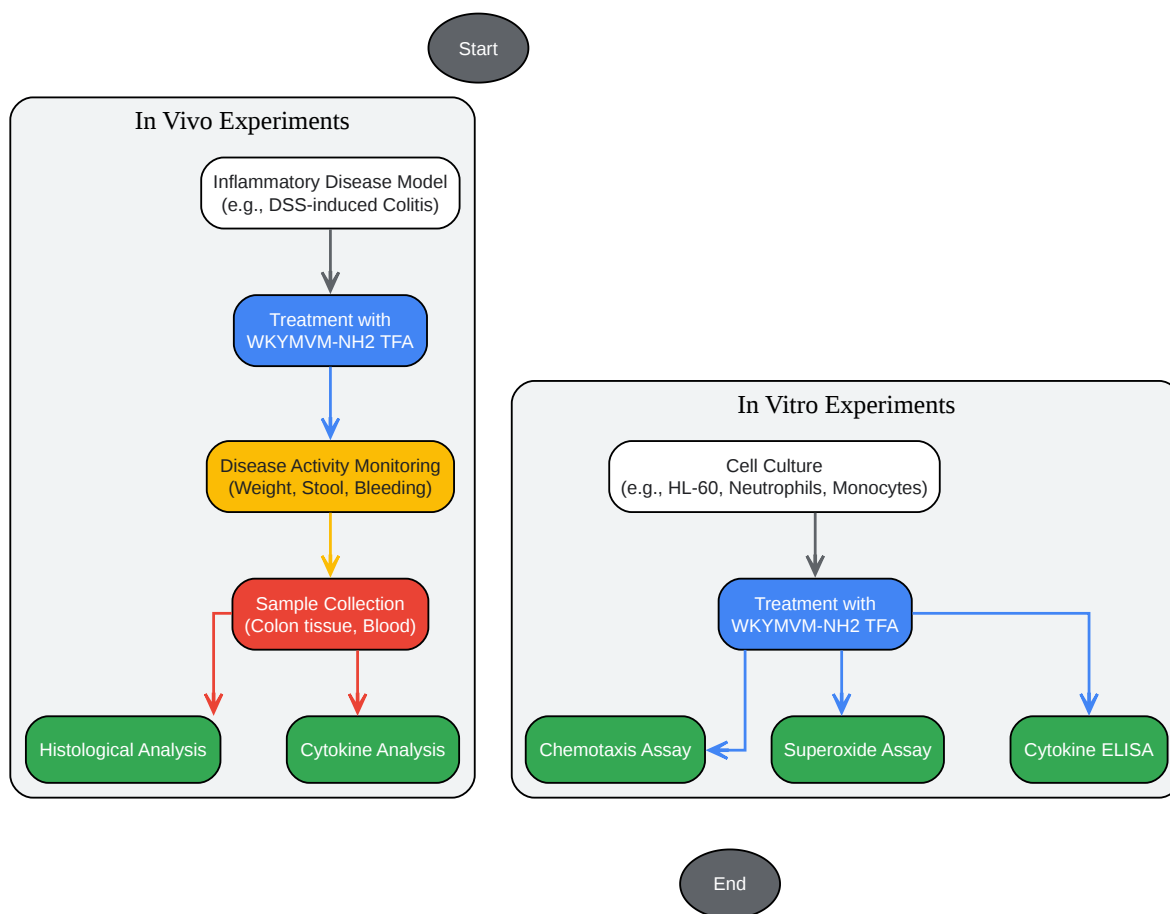 Start
In Vivo Experiments
Inflammatory Disease Model
(e.g., DSS-induced Colitis)
Treatment with
WKYMVM-NH2 TFA
Disease Activity Monitoring
(Weight, Stool, Bleeding)
Sample Collection
(Colon tissue, Blood)
Histological Analysis
Cytokine Analysis
In Vitro Experiments
Cell Culture
(e.g., HL-60, Neutrophils, Monocytes)
Treatment with
WKYMVM-NH2 TFA
Chemotaxis Assay
Superoxide Assay
Cytokine ELISA
End